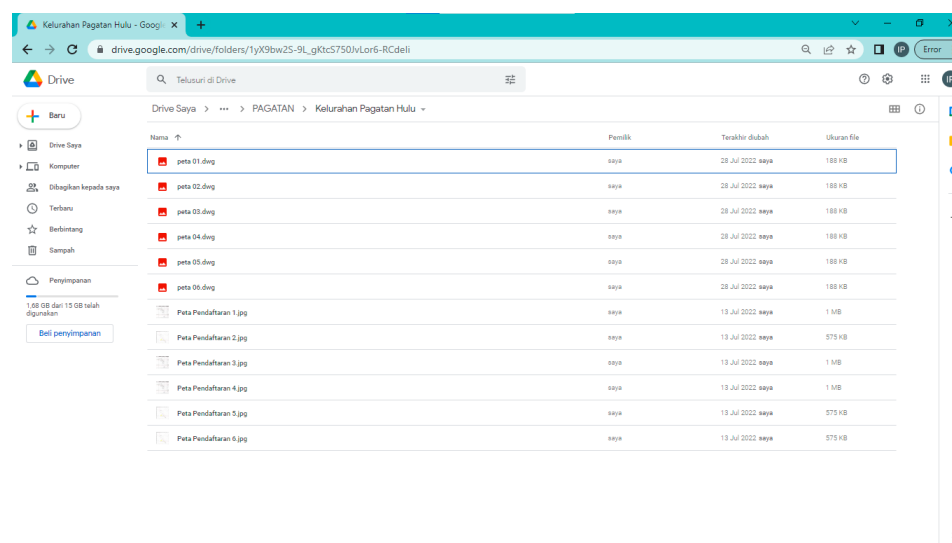 Kelurahan Pagatan Hulu - Googl
drive.google.com/drive/folders/1yX9bw2S-9L_gKtcS750JvLor6-RCdeli
IP
Error
Drive
Telusuri di Drive
Baru
Drive Saya > ··· > PAGATAN > Kelurahan Pagatan Hulu
Nama Pemilik Terakhir diubah Ukuran file
Drive Saya
Komputer
Dibagikan kepada saya
Terbaru
Berbintang
Sampah
Penyimpanan
1,68 GB dari 15 GB telah
digunakan
Beli penyimpanan
peta 01.dwg saya 28 Jul 2022 saya 188 KB
peta 02.dwg saya 28 Jul 2022 saya 188 KB
peta 03.dwg saya 28 Jul 2022 saya 188 KB
peta 04.dwg saya 28 Jul 2022 saya 188 KB
peta 05.dwg saya 28 Jul 2022 saya 188 KB
peta 06.dwg saya 28 Jul 2022 saya 188 KB
Peta Pendaftaran 1.jpg saya 13 Jul 2022 saya 1 MB
Peta Pendaftaran 2.jpg saya 13 Jul 2022 saya 575 KB
Peta Pendaftaran 3.jpg saya 13 Jul 2022 saya 1 MB
Peta Pendaftaran 4.jpg saya 13 Jul 2022 saya 1 MB
Peta Pendaftaran 5.jpg saya 13 Jul 2022 saya 575 KB
Peta Pendaftaran 6.jpg saya 13 Jul 2022 saya 575 KB